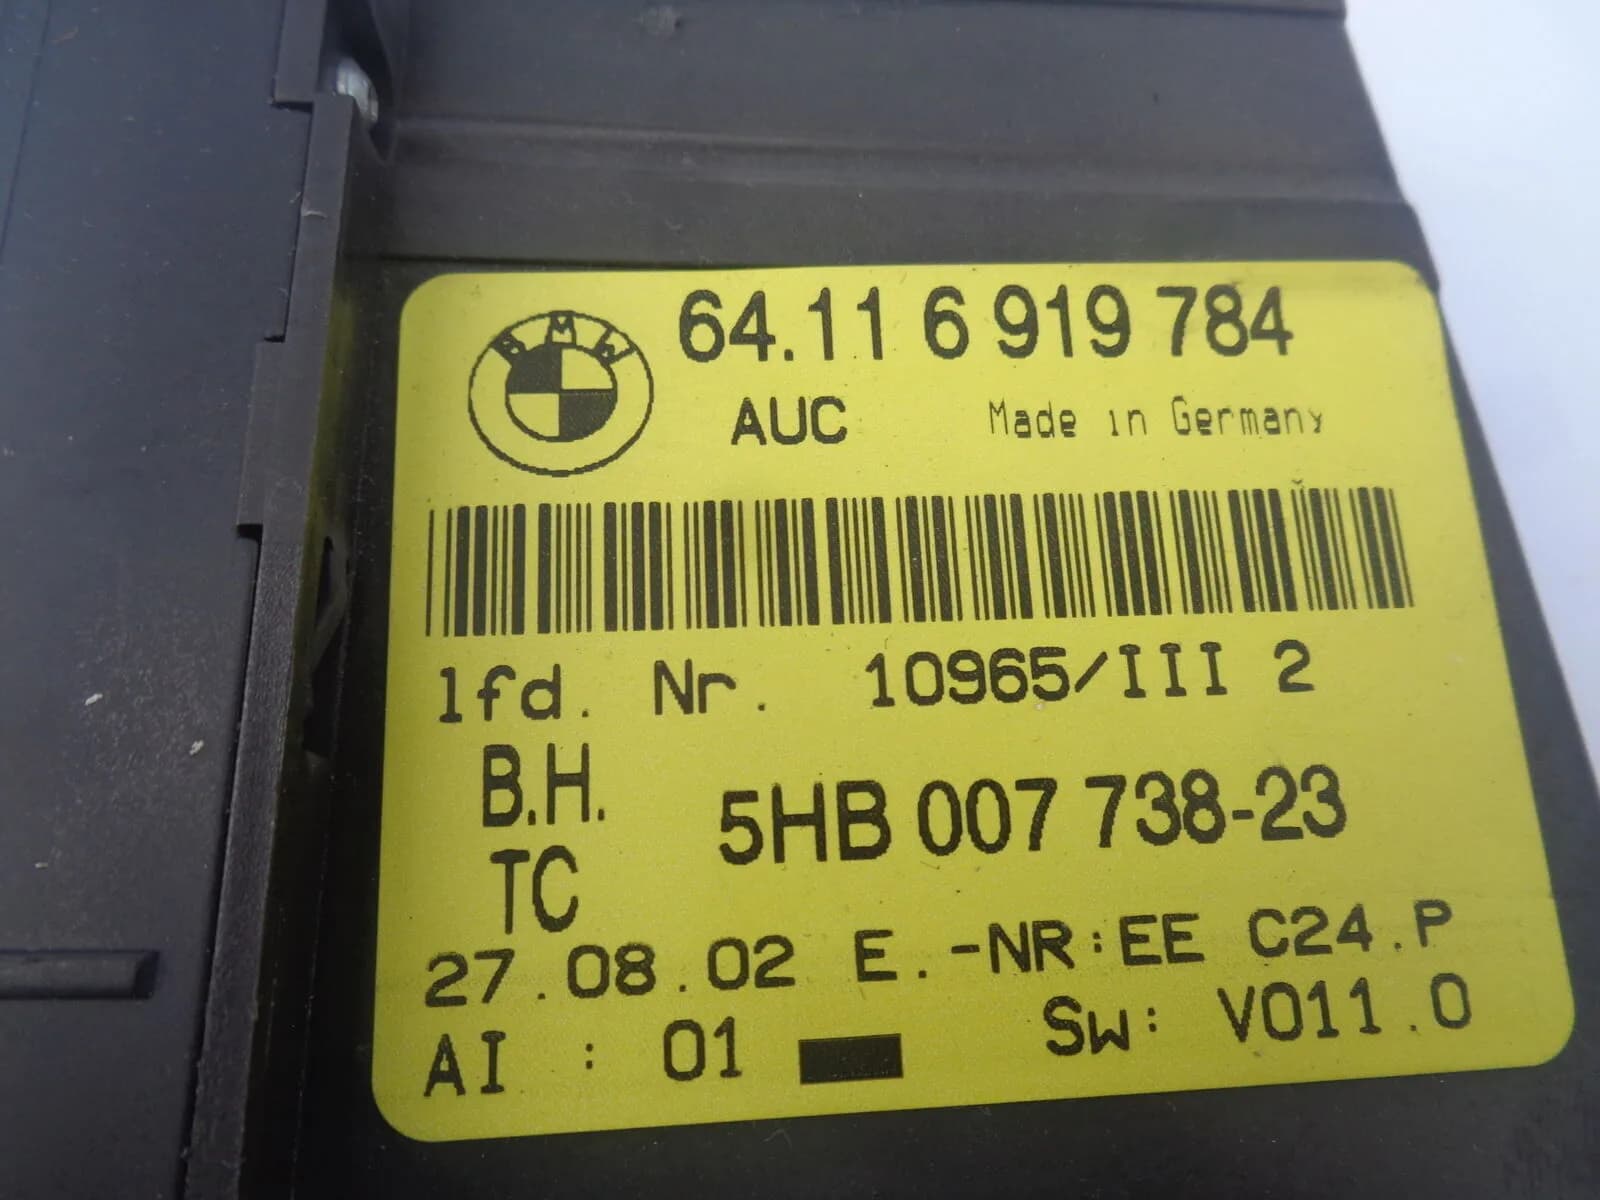 BMW
64.11 6 919 784
AUC Made in Germany
lfd. Nr. 10965/III 2
B.H.
TC
5HB 007 738-23
27.08.02 E.-NR:EE C24.P
AI : 01 Sw: V011.0